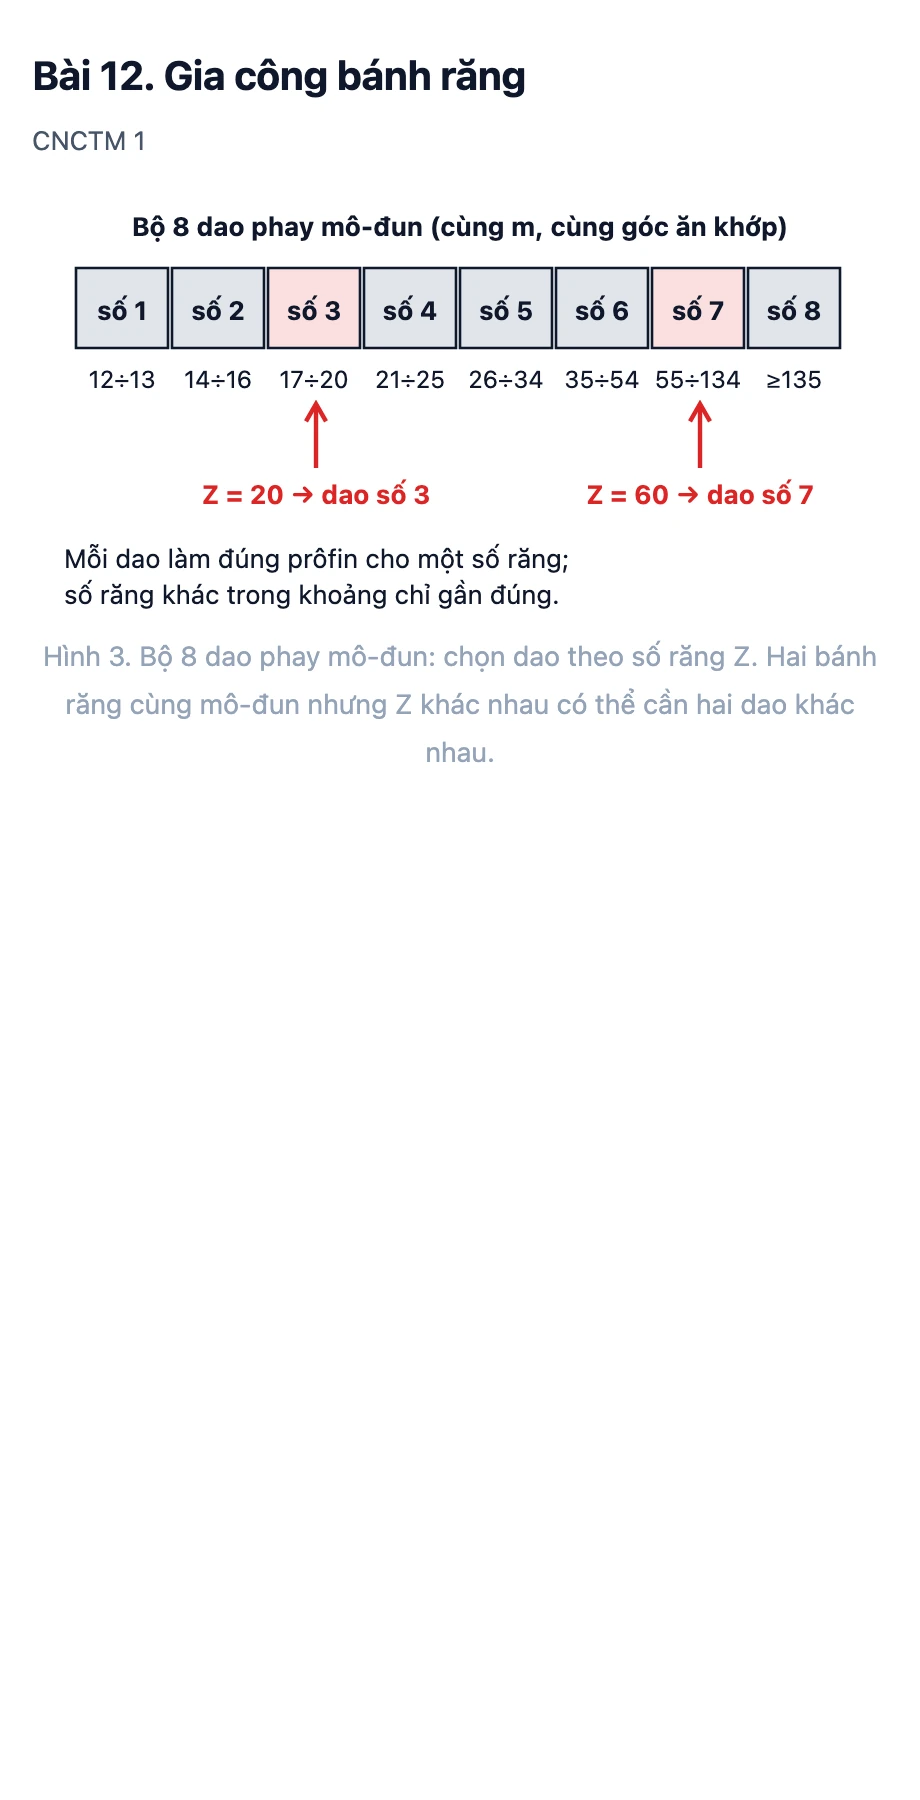 Bài 12. Gia công bánh răng
CNCTM 1
Bộ 8 dao phay mô-đun (cùng m, cùng góc ăn khớp)
số 1 số 2 số 3 số 4 số 5 số 6 số 7 số 8
12÷13 14÷16 17÷20 21÷25 26÷34 35÷54 55÷134 ≥135
Z = 20 → dao số 3 Z = 60 → dao số 7
Mỗi dao làm đúng prôfin cho một số răng;
số răng khác trong khoảng chỉ gần đúng.
Hình 3. Bộ 8 dao phay mô-đun: chọn dao theo số răng Z. Hai bánh
răng cùng mô-đun nhưng Z khác nhau có thể cần hai dao khác
nhau.